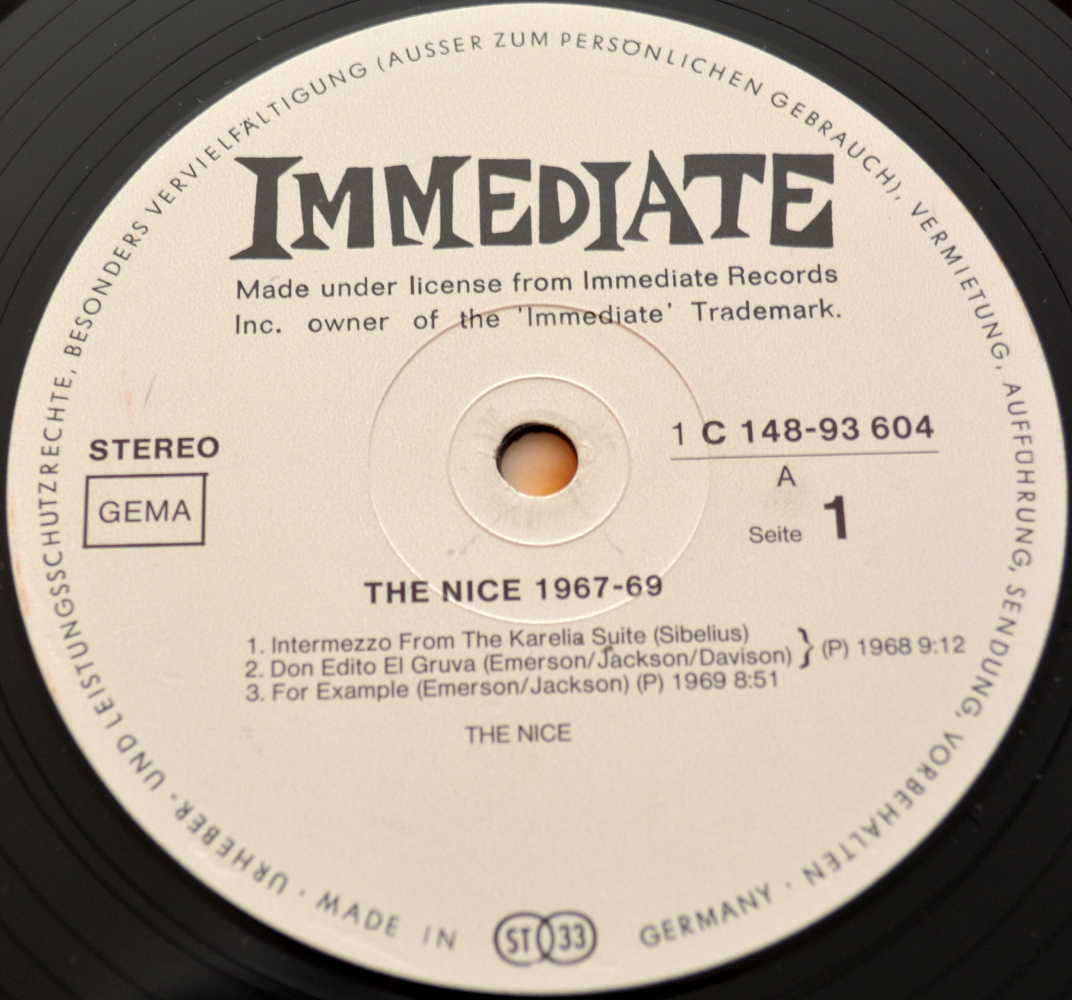 IMMEDIATE
Made under license from Immediate Records
Inc. owner of the 'Immediate' Trademark.
STEREO
GEMA
1 C 148-93 604
A
Seite 1
THE NICE 1967-69
1. Intermezzo From The Karelia Suite (Sibelius)
2. Don Edito El Gruva (Emerson/Jackson/Davison) } (P) 1968 9:12
3. For Example (Emerson/Jackson) (P) 1969 8:51
THE NICE
URHEBER- UND LEISTUNGSSCHUTZRECHTE, BESONDERS VERVIELFÄLTIGUNG (AUSSER ZUM PERSÖNLICHEN GEBRAUCH), VERMIETUNG, AUFFÜHRUNG, SENDUNG, VORBEHALTEN ·
MADE IN GERMANY ·
ST 33